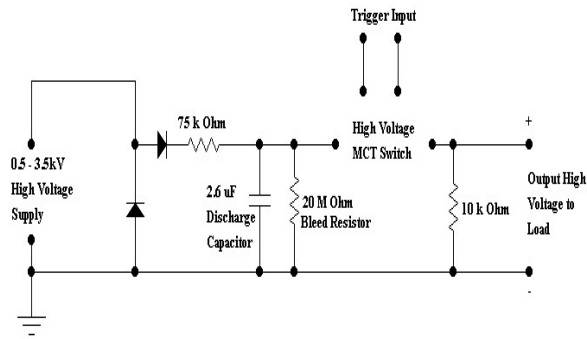 Trigger Input
75 k Ohm
High Voltage
MCT Switch
+
0.5 - 3.5kV
High Voltage
Supply
2.6 uF
Discharge
Capacitor
20 M Ohm
Bleed Resistor
10 k Ohm
Output High
Voltage to
Load
-